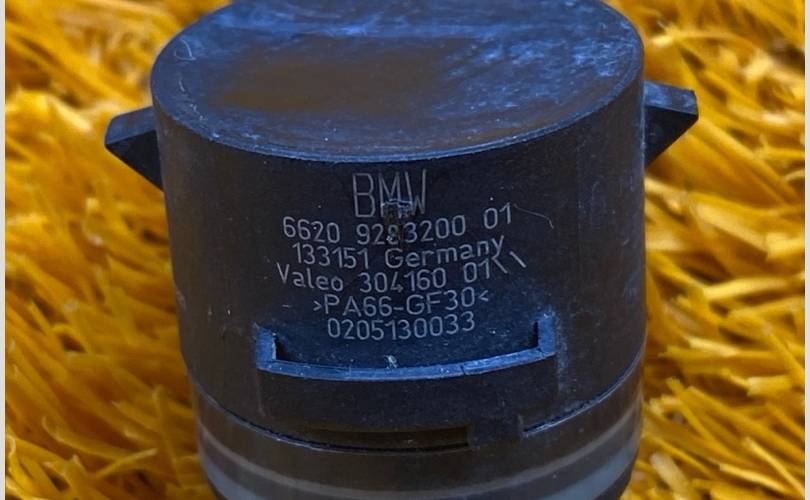 BMW
6620 9283200 01
133151 Germany
Valeo 304160 01
>PA66-GF30<
0205130033